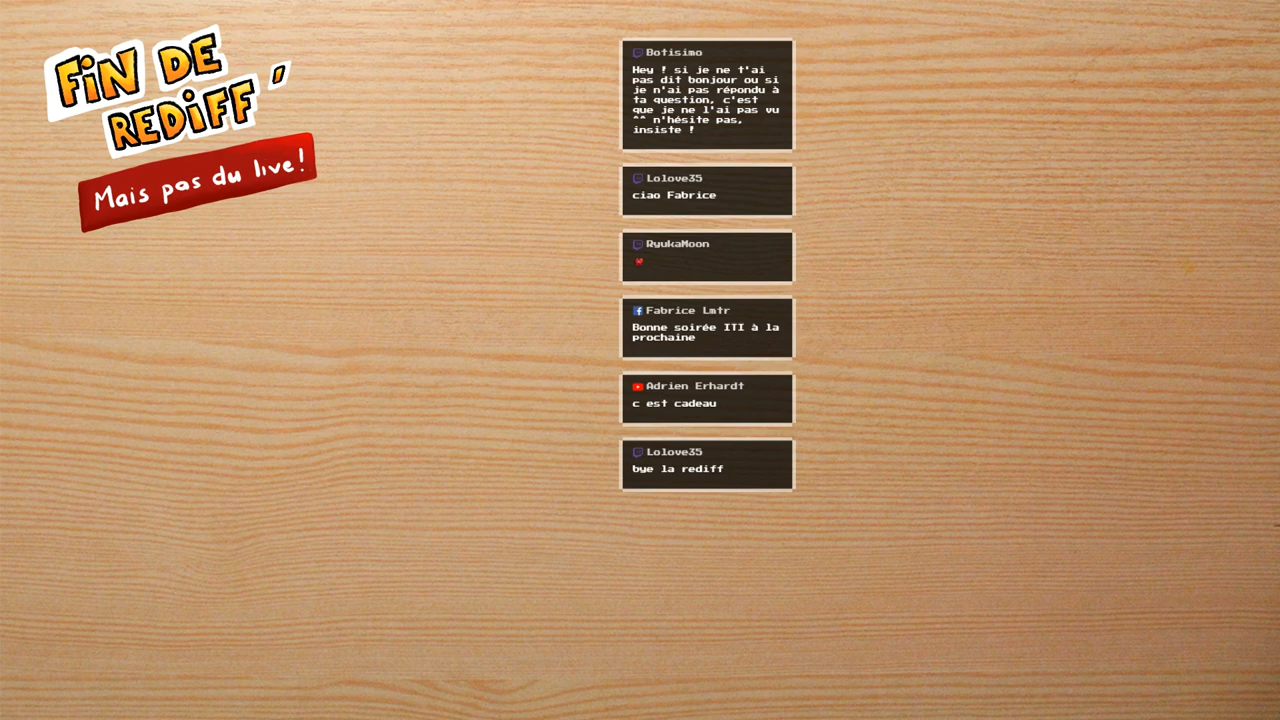 FiN DE
REDiFF '
Mais pas du live!
Botisimo
Hey ! si je ne t'ai
pas dit bonjour ou si
je n'ai pas répondu à
ta question, c'est
que je ne l'ai pas vu
^^ n'hésite pas,
insiste !
Lolove35
ciao Fabrice
RyukaMoon
Fabrice Lmtr
Bonne soirée ITI à la
prochaine
Adrien Erhardt
c est cadeau
Lolove35
bye la rediff